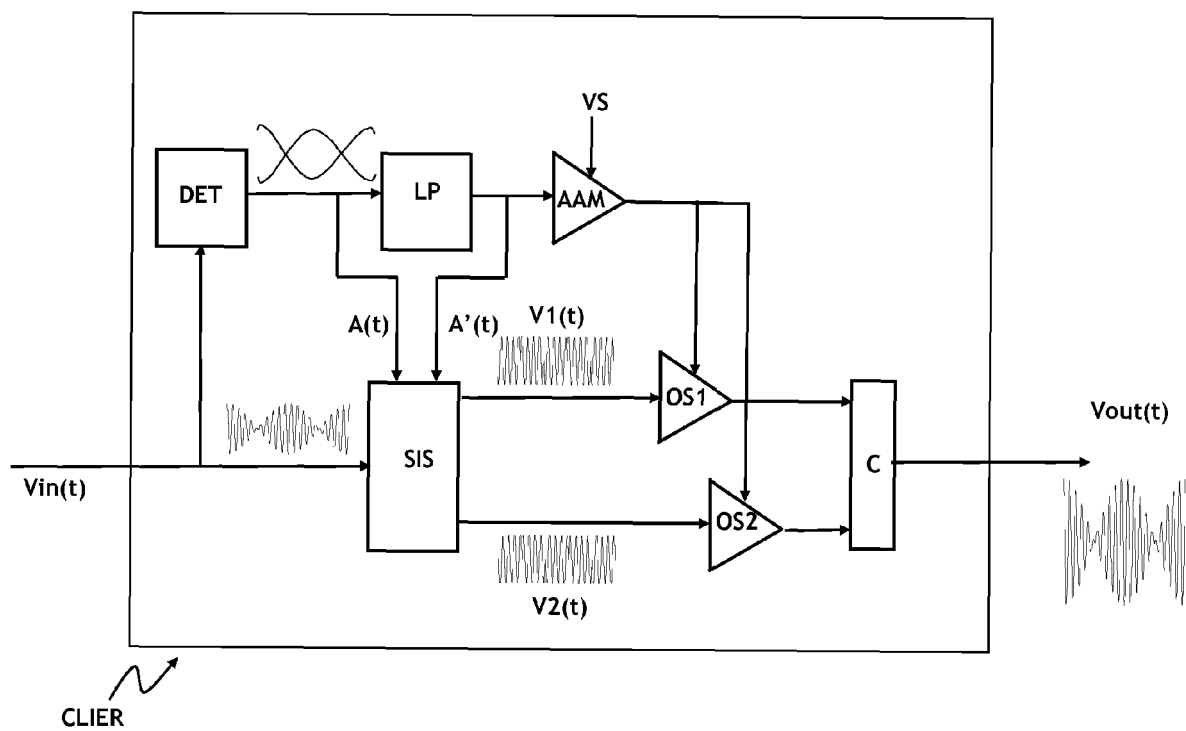 VS
DET
LP
AAM
A(t)
A'(t)
V1(t)
OS1
Vout(t)
SIS
C
Vin(t)
OS2
V2(t)
CLIER